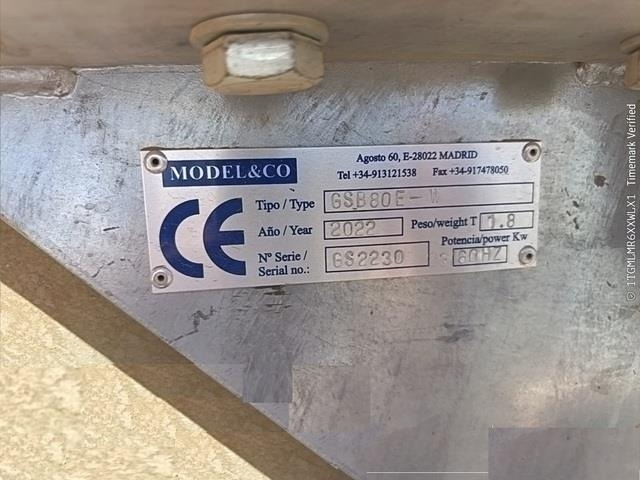 MODEL&CO
Agosto 60, E-28022 MADRID
Tel +34-913121538 Fax +34-917478050
CE
Tipo / Type GSB80E-W
Año / Year 2022 Peso/weight T 1.8
Potencia/power Kw
Nº Serie /
Serial no.: GS2230 60HZ
© 1TGMLMR6XXWLX1 Timemark Verified